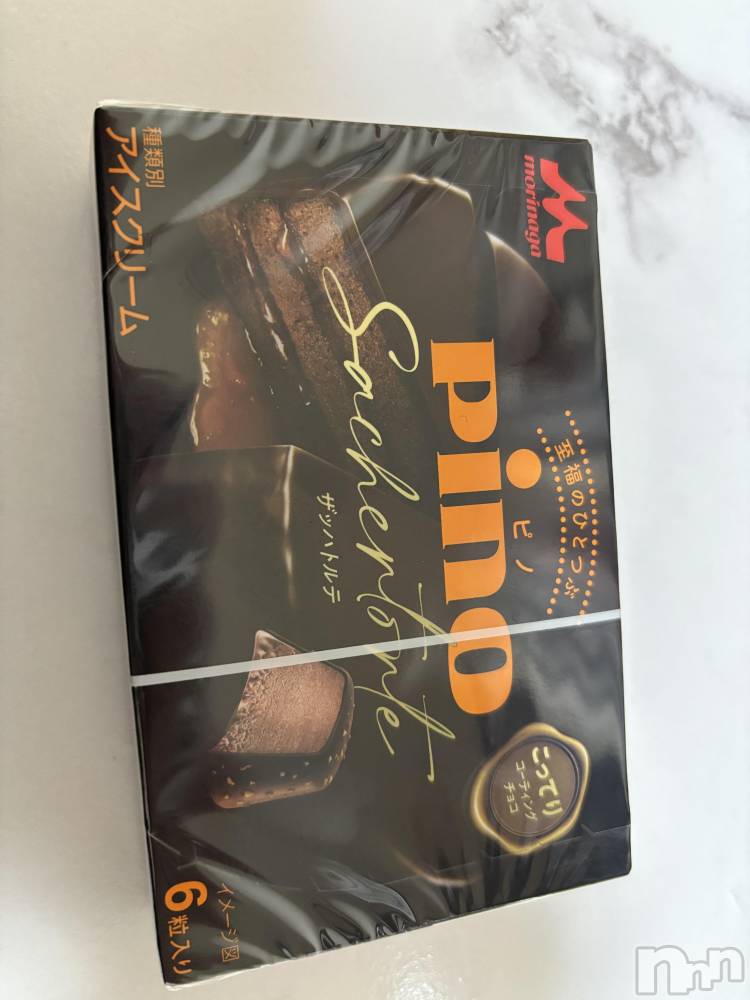 morinaga
至福のひとつぶ
pino
ピノ
Sachertorte
ザッハトルテ
こってり
コーティング
チョコ
種類別
アイスクリーム
イメージ図
6粒入り
nnn